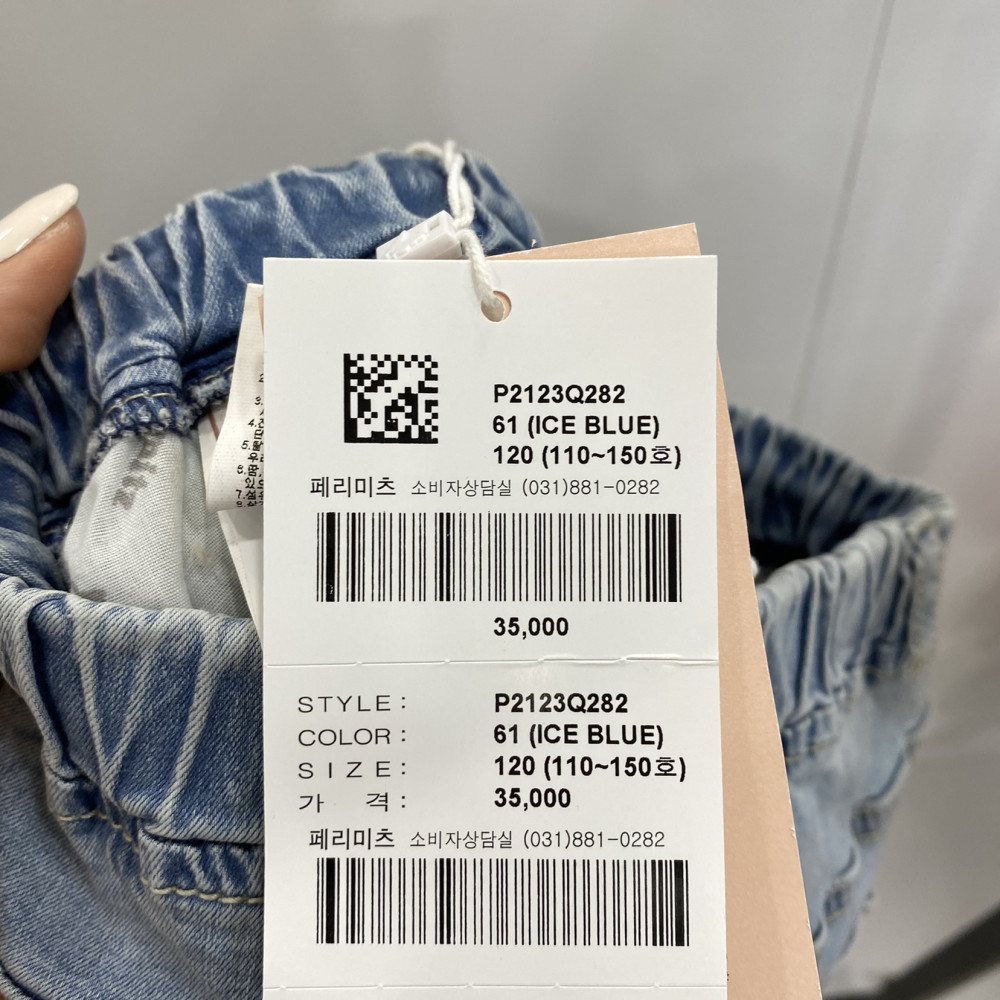 P2123Q282
61 (ICE BLUE)
120 (110~150호)
페리미츠 소비자상담실 (031)881-0282
35,000
STYLE: P2123Q282
COLOR: 61 (ICE BLUE)
SIZE: 120 (110~150호)
가 격: 35,000
페리미츠 소비자상담실 (031)881-0282